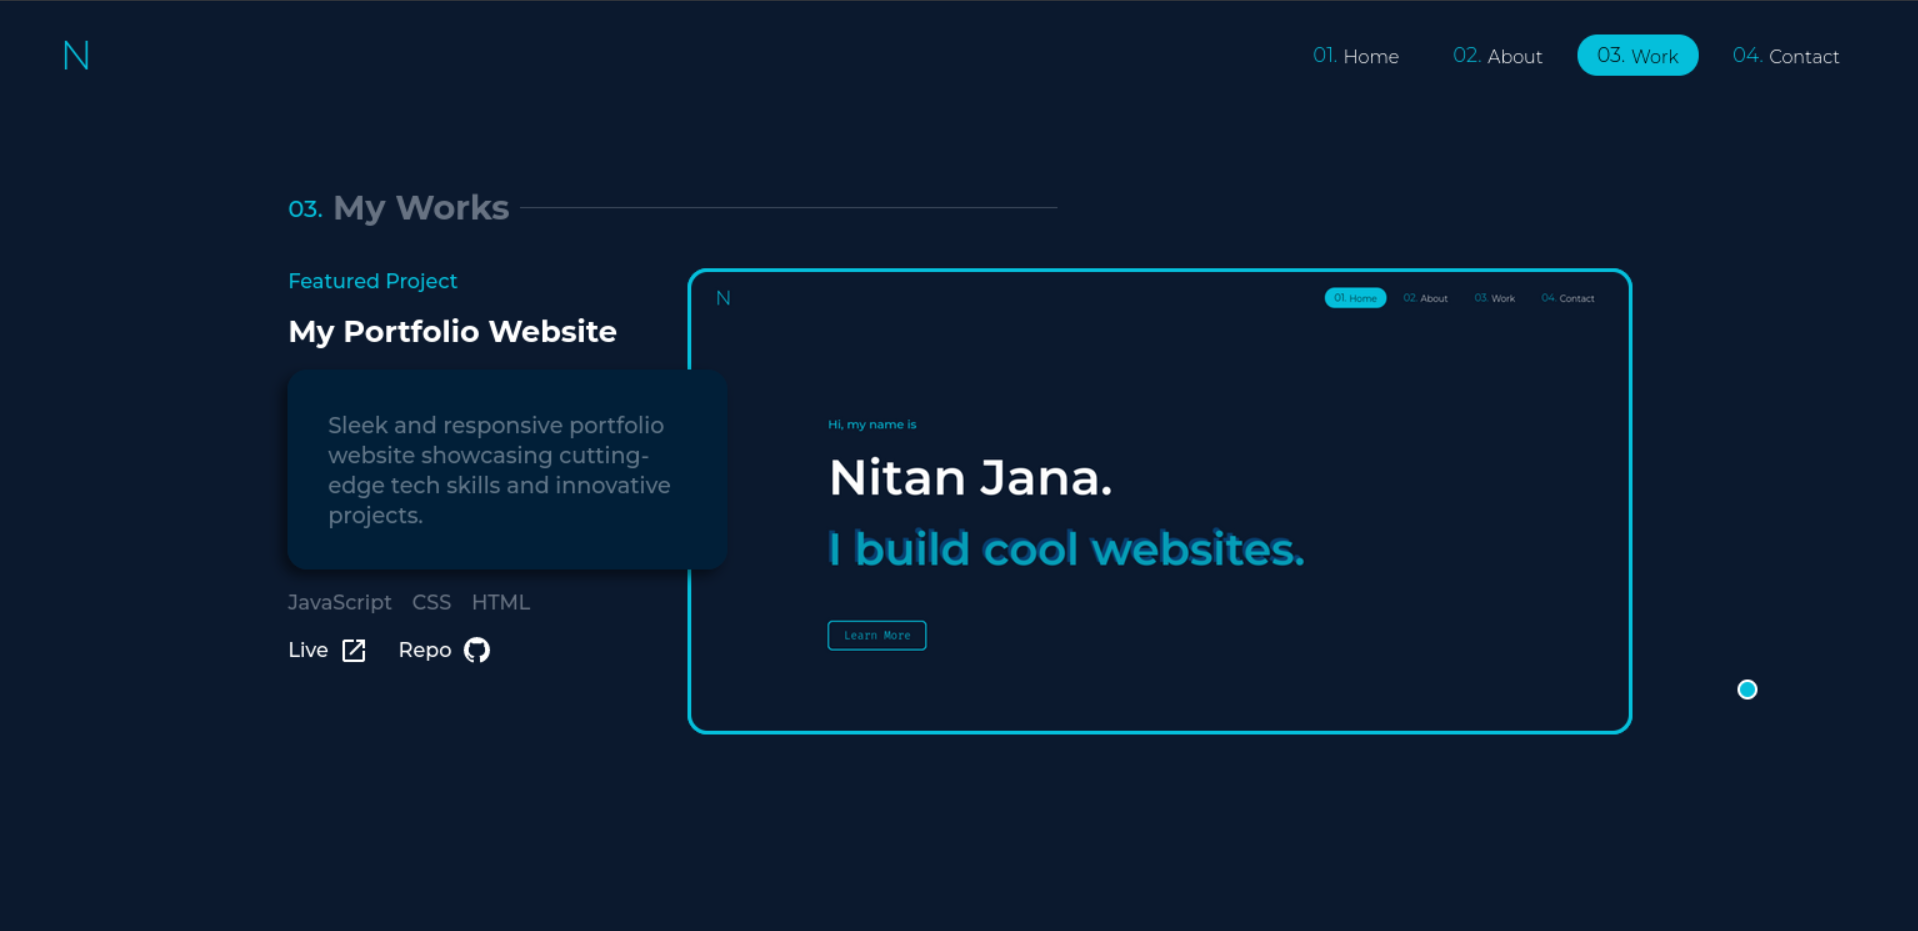 N
01. Home
02. About
03. Work
04. Contact
03. My Works
Featured Project
My Portfolio Website
Sleek and responsive portfolio
website showcasing cutting-
edge tech skills and innovative
projects.
JavaScript CSS HTML
Live Repo
N
01. Home
02. About
03. Work
04. Contact
Hi, my name is
Nitan Jana.
I build cool websites.
Learn More